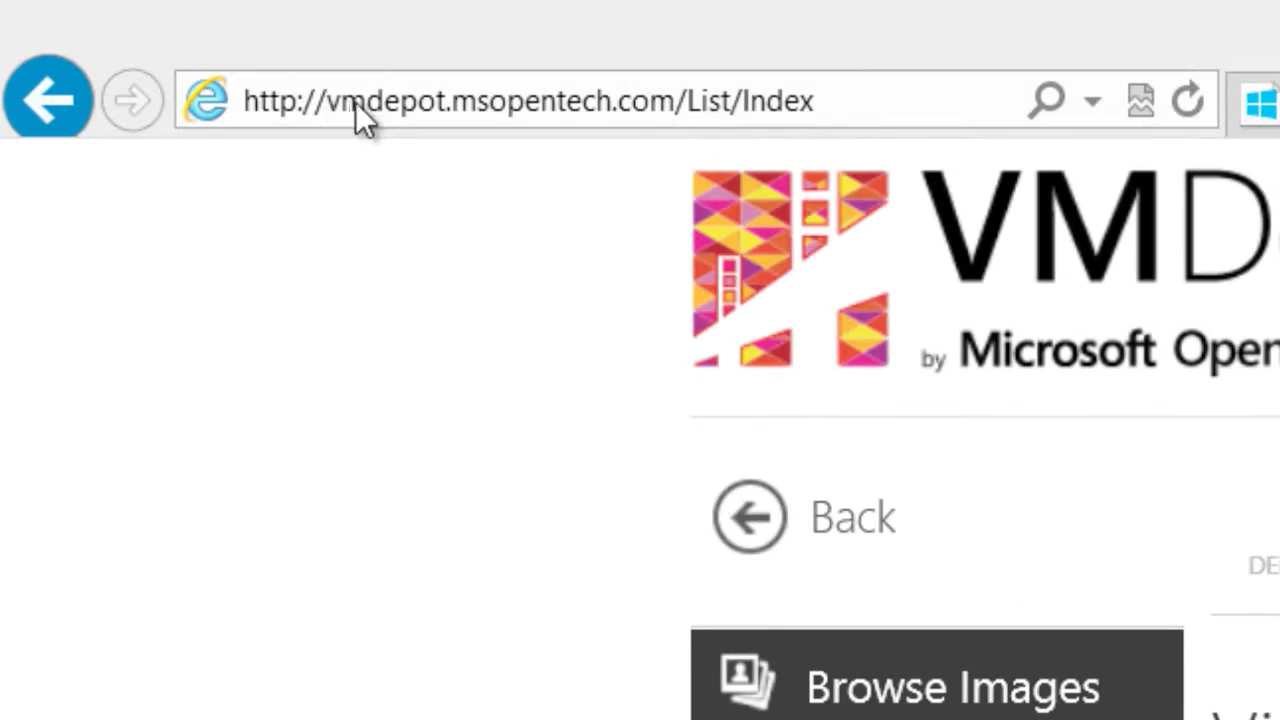 http://vmdepot.msopentech.com/List/Index
VMD
by Microsoft Open
Back
Browse Images